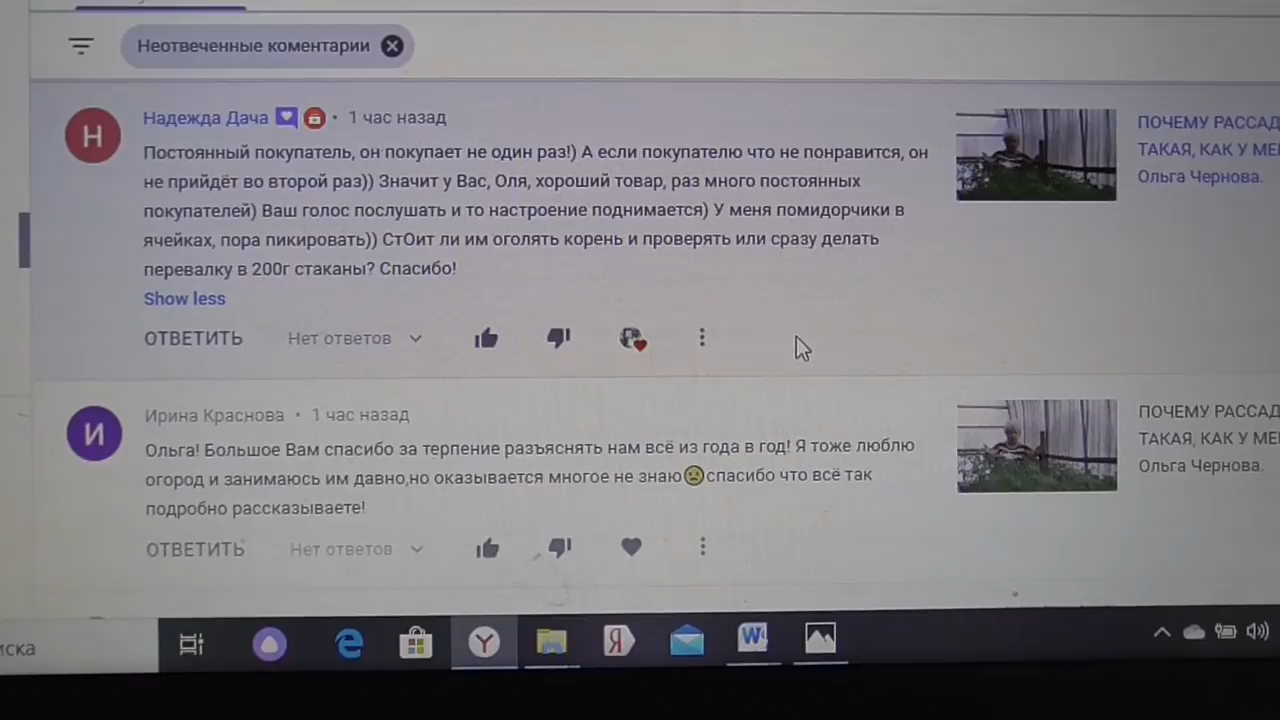 Неотвеченные коментарии
Надежда Дача • 1 час назад
Постоянный покупатель, он покупает не один раз!) А если покупателю что не понравится, он
не прийдёт во второй раз)) Значит у Вас, Оля, хороший товар, раз много постоянных
покупателей) Ваш голос послушать и то настроение поднимается) У меня помидорчики в
ячейках, пора пикировать)) СтОит ли им оголять корень и проверять или сразу делать
перевалку в 200г стаканы? Спасибо!
Show less
ОТВЕТИТЬ Нет ответов
ПОЧЕМУ РАССАД
ТАКАЯ, КАК У МЕ
Ольга Чернова.
Н
Ирина Краснова • 1 час назад
Ольга! Большое Вам спасибо за терпение разъяснять нам всё из года в год! Я тоже люблю
огород и занимаюсь им давно,но оказывается многое не знаю😟спасибо что всё так
подробно рассказываете!
ОТВЕТИТЬ Нет ответов
ПОЧЕМУ РАССАД
ТАКАЯ, КАК У МЕ
Ольга Чернова.
И
иска
Y
Я
W